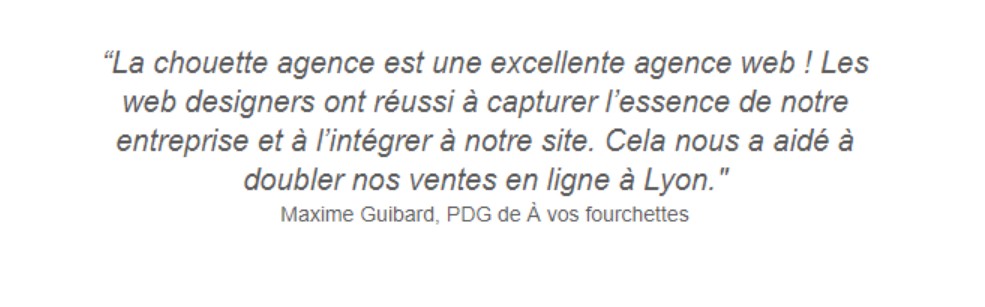 “La chouette agence est une excellente agence web ! Les
web designers ont réussi à capturer l’essence de notre
entreprise et à l’intégrer à notre site. Cela nous a aidé à
doubler nos ventes en ligne à Lyon."
Maxime Guibard, PDG de À vos fourchettes